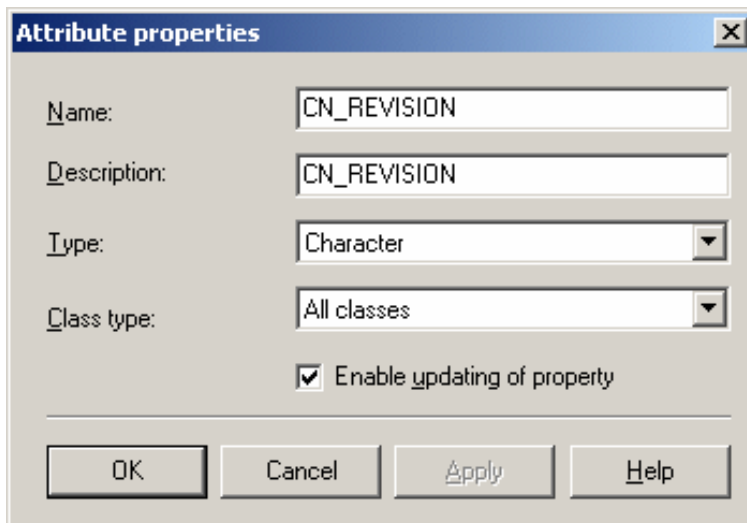 Attribute properties
Name: CN_REVISION
Description: CN_REVISION
Type: Character
Class type: All classes
Enable updating of property
OK Cancel Apply Help